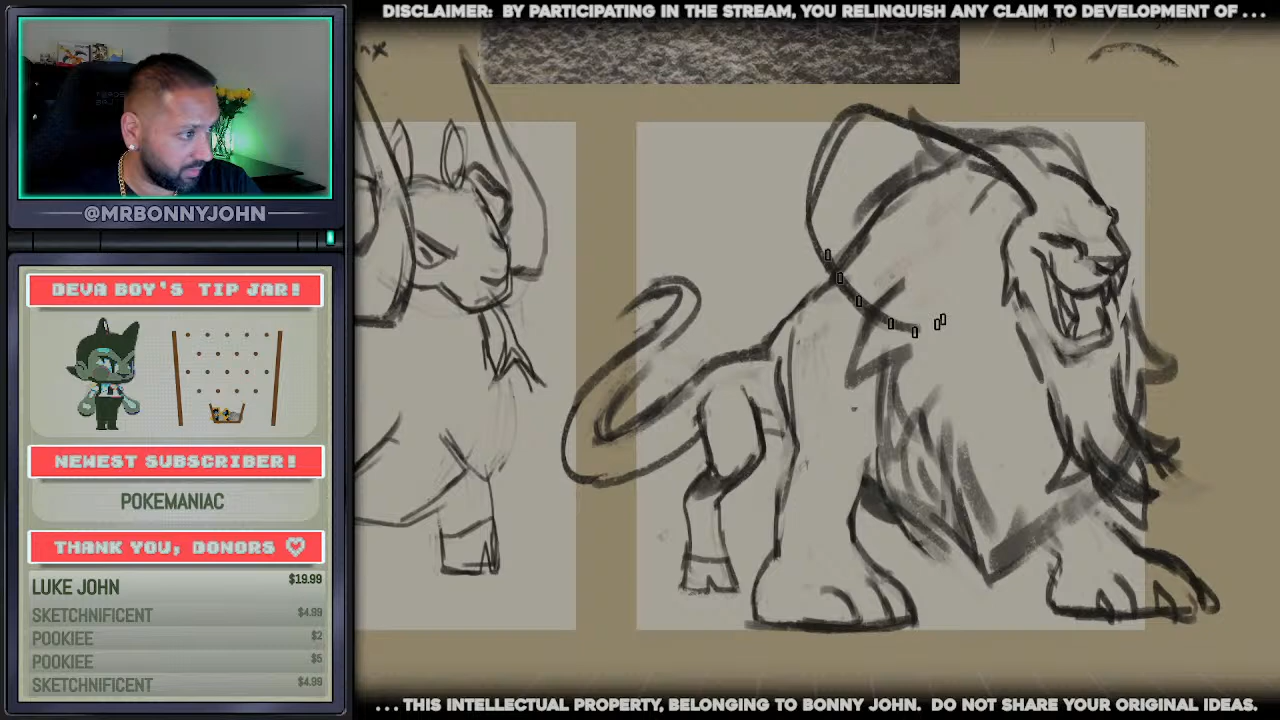 DISCLAIMER: BY PARTICIPATING IN THE STREAM, YOU RELINQUISH ANY CLAIM TO DEVELOPMENT OF . . .
@MRBONNYJOHN
DEVA BOY'S TIP JAR!
NEWEST SUBSCRIBER!
POKEMANIAC
THANK YOU, DONORS
LUKE JOHN $19.99
SKETCHNIFICENT $4.99
POOKIEE $2
POOKIEE $5
SKETCHNIFICENT $4.99
. . . THIS INTELLECTUAL PROPERTY, BELONGING TO BONNY JOHN. DO NOT SHARE YOUR ORIGINAL IDEAS.